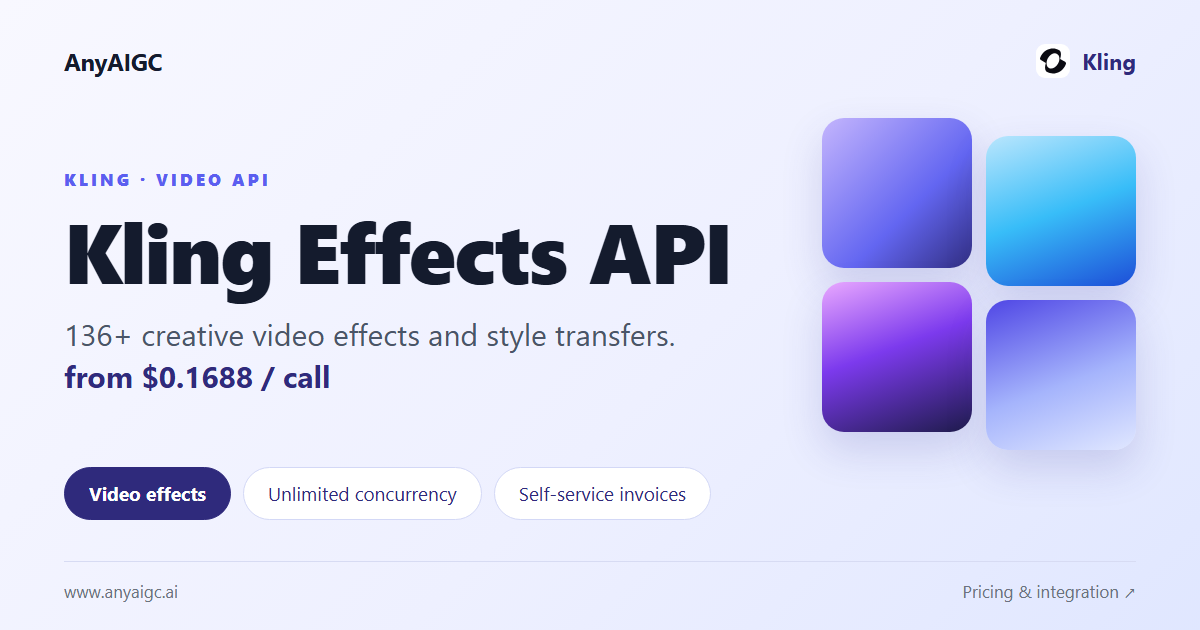 AnyAIGC
Kling
KLING · VIDEO API
Kling Effects API
136+ creative video effects and style transfers.
from $0.1688 / call
Video effects
Unlimited concurrency
Self-service invoices
www.anyaigc.ai
Pricing & integration ↗